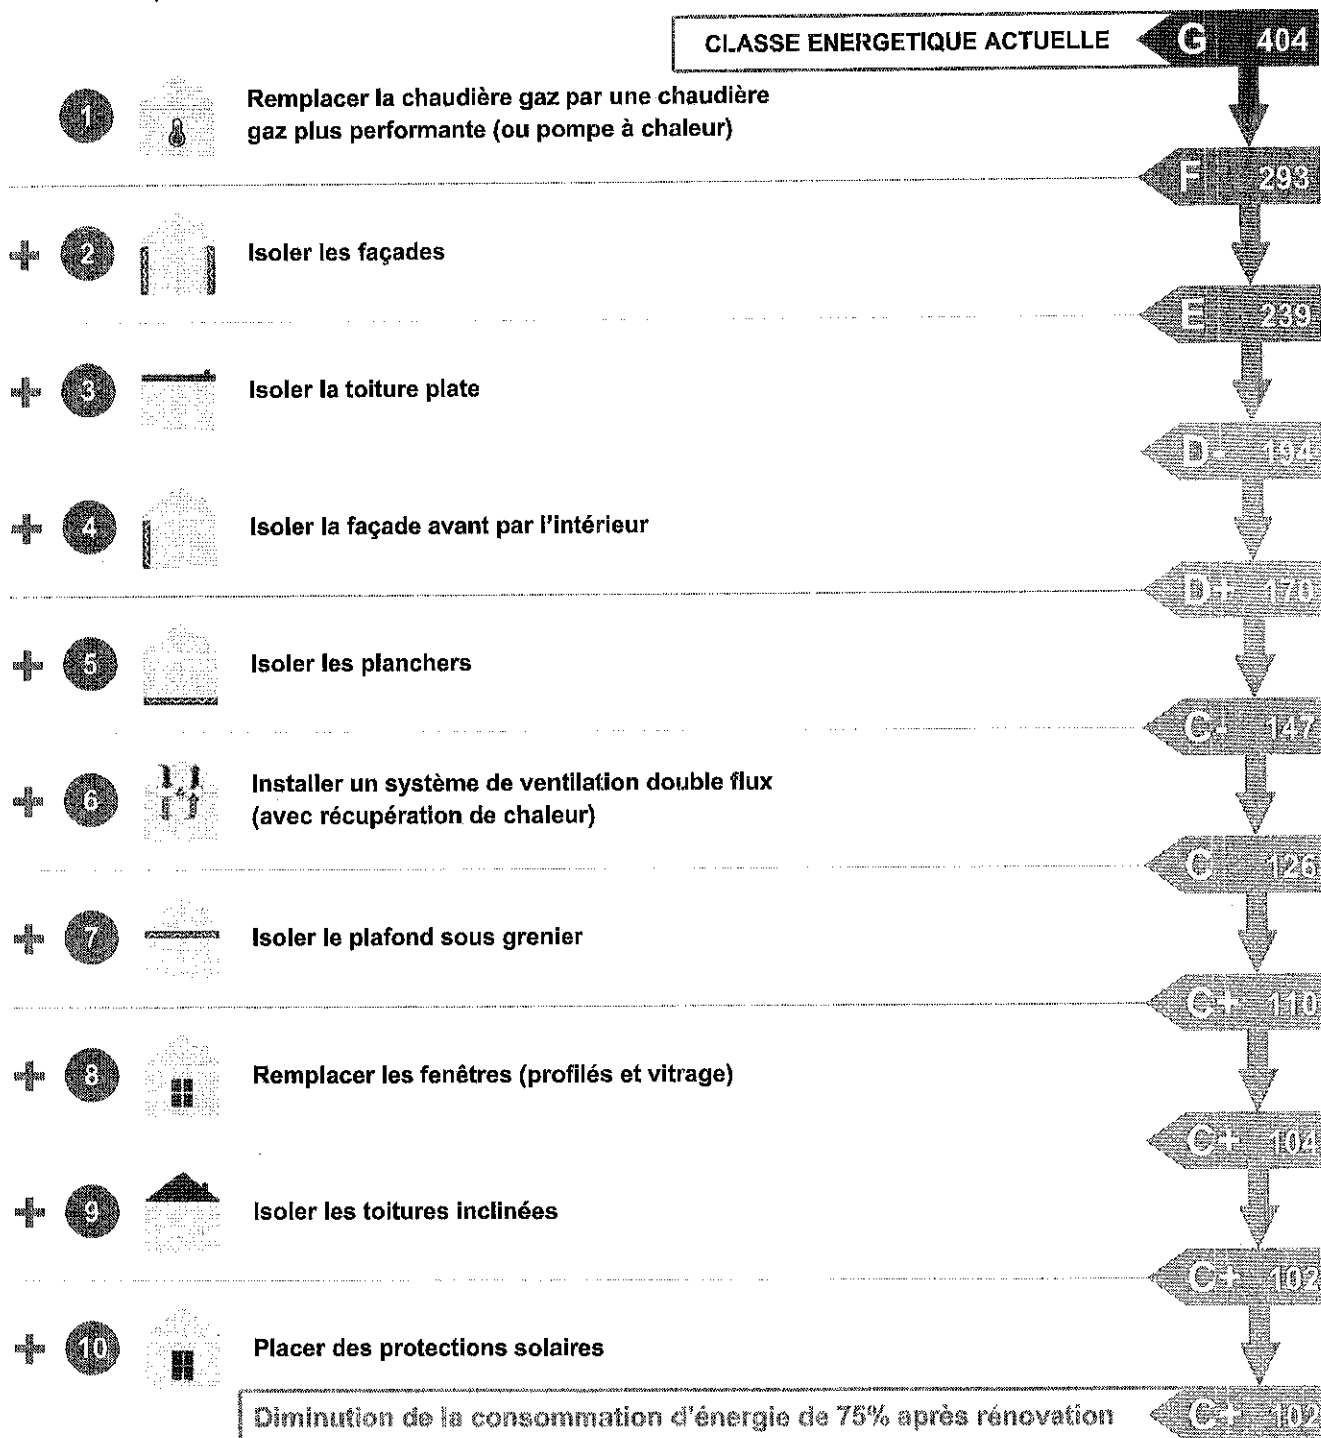 CLASSE ENERGETIQUE ACTUELLE G 404
1 Remplacer la chaudière gaz par une chaudière
gaz plus performante (ou pompe à chaleur)
F 293
+ 2 Isoler les façades
E 239
+ 3 Isoler la toiture plate
D- 194
+ 4 Isoler la façade avant par l'intérieur
D+ 170
+ 5 Isoler les planchers
C- 147
+ 6 Installer un système de ventilation double flux
(avec récupération de chaleur)
C 126
+ 7 Isoler le plafond sous grenier
C+ 110
+ 8 Remplacer les fenêtres (profilés et vitrage)
C+ 104
+ 9 Isoler les toitures inclinées
C+ 102
+ 10 Placer des protections solaires
Diminution de la consommation d'énergie de 75% après rénovation C+ 102